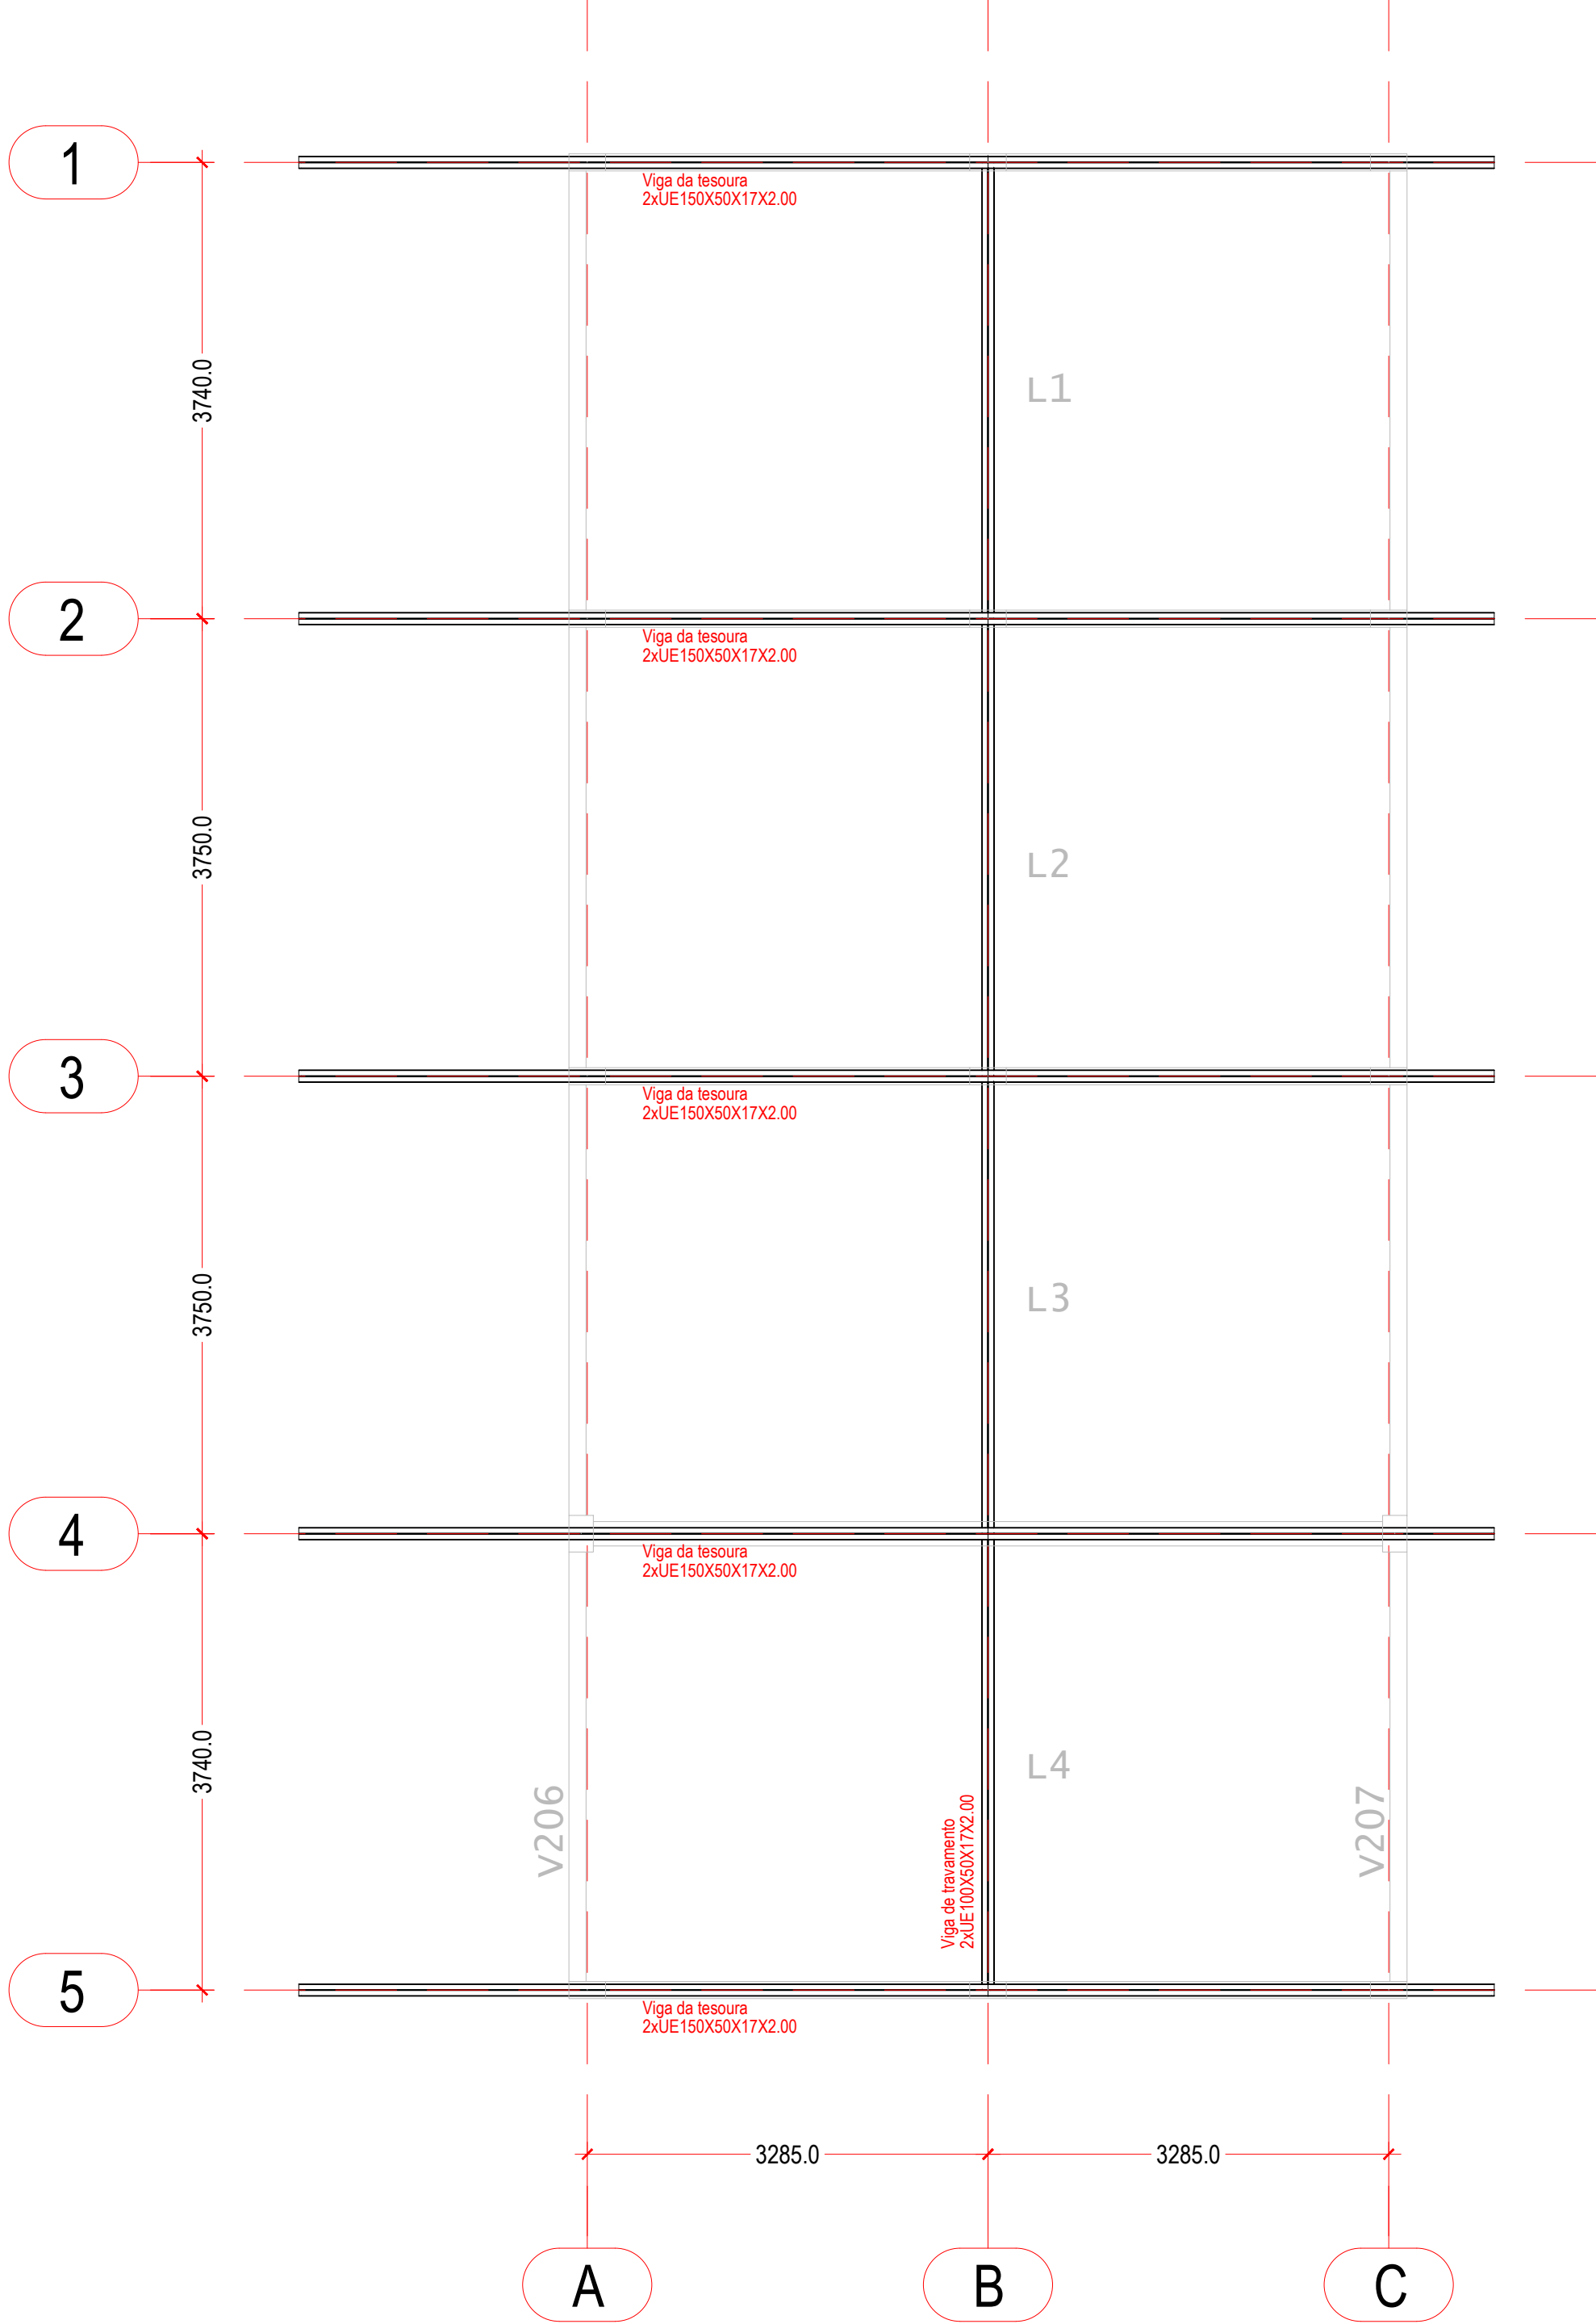 1
Viga da tesoura
2xUE150X50X17X2.00
3740.0
L1
2
Viga da tesoura
2xUE150X50X17X2.00
3750.0
L2
3
Viga da tesoura
2xUE150X50X17X2.00
3750.0
L3
4
Viga da tesoura
2xUE150X50X17X2.00
3740.0
L4
V206
Viga de travamento
2xUE100X50X17X2.00
V207
5
Viga da tesoura
2xUE150X50X17X2.00
3285.0
3285.0
A
B
C